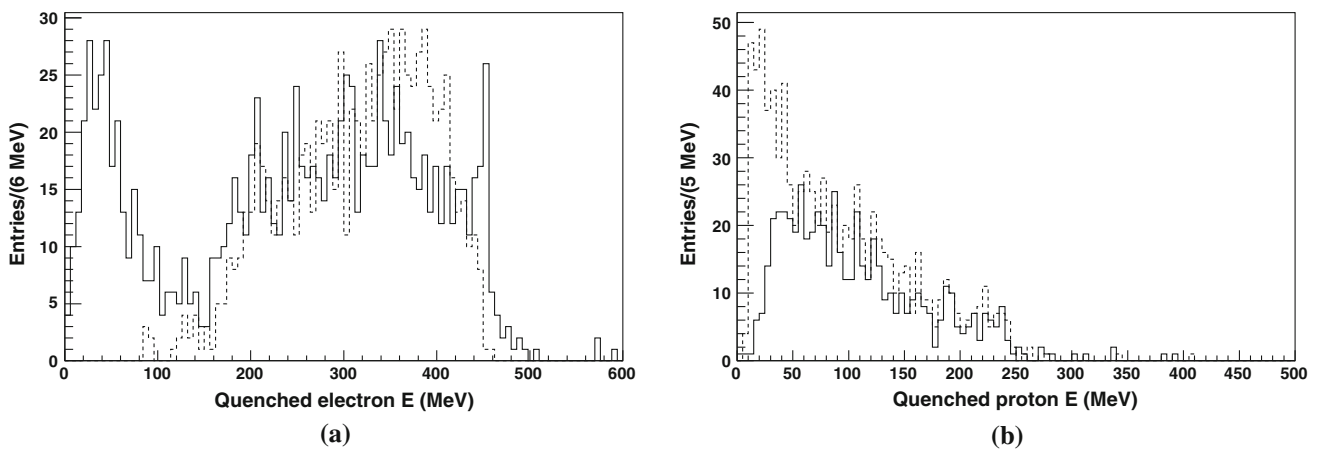 30
25
20
15
10
5
0
Entries/(6 MeV)
0 100 200 300 400 500 600
Quenched electron E (MeV)
(a)
50
40
30
20
10
0
Entries/(5 MeV)
0 50 100 150 200 250 300 350 400 450 500
Quenched proton E (MeV)
(b)